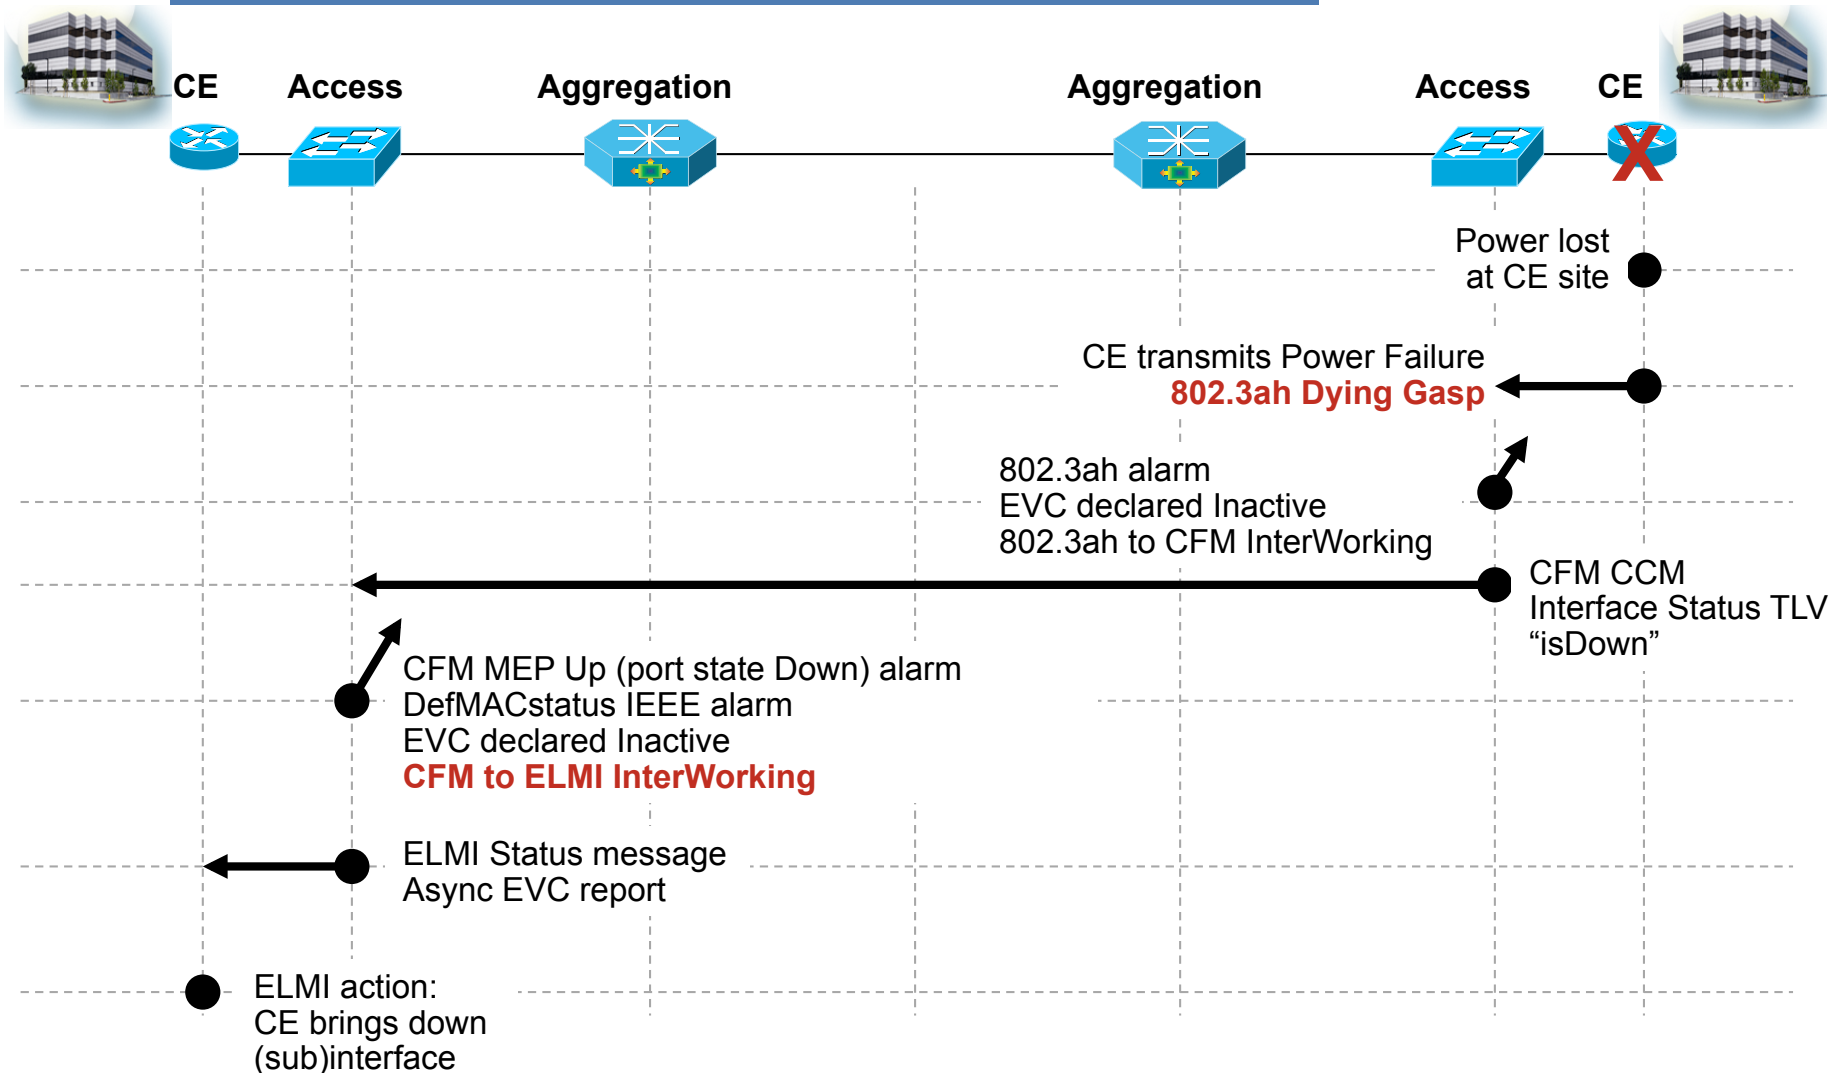 CE
Access
Aggregation
Aggregation
Access
CE
X
Power lost
at CE site
CE transmits Power Failure
802.3ah Dying Gasp
802.3ah alarm
EVC declared Inactive
802.3ah to CFM InterWorking
CFM CCM
Interface Status TLV
“isDown”
CFM MEP Up (port state Down) alarm
DefMACstatus IEEE alarm
EVC declared Inactive
CFM to ELMI InterWorking
ELMI Status message
Async EVC report
ELMI action:
CE brings down
(sub)interface